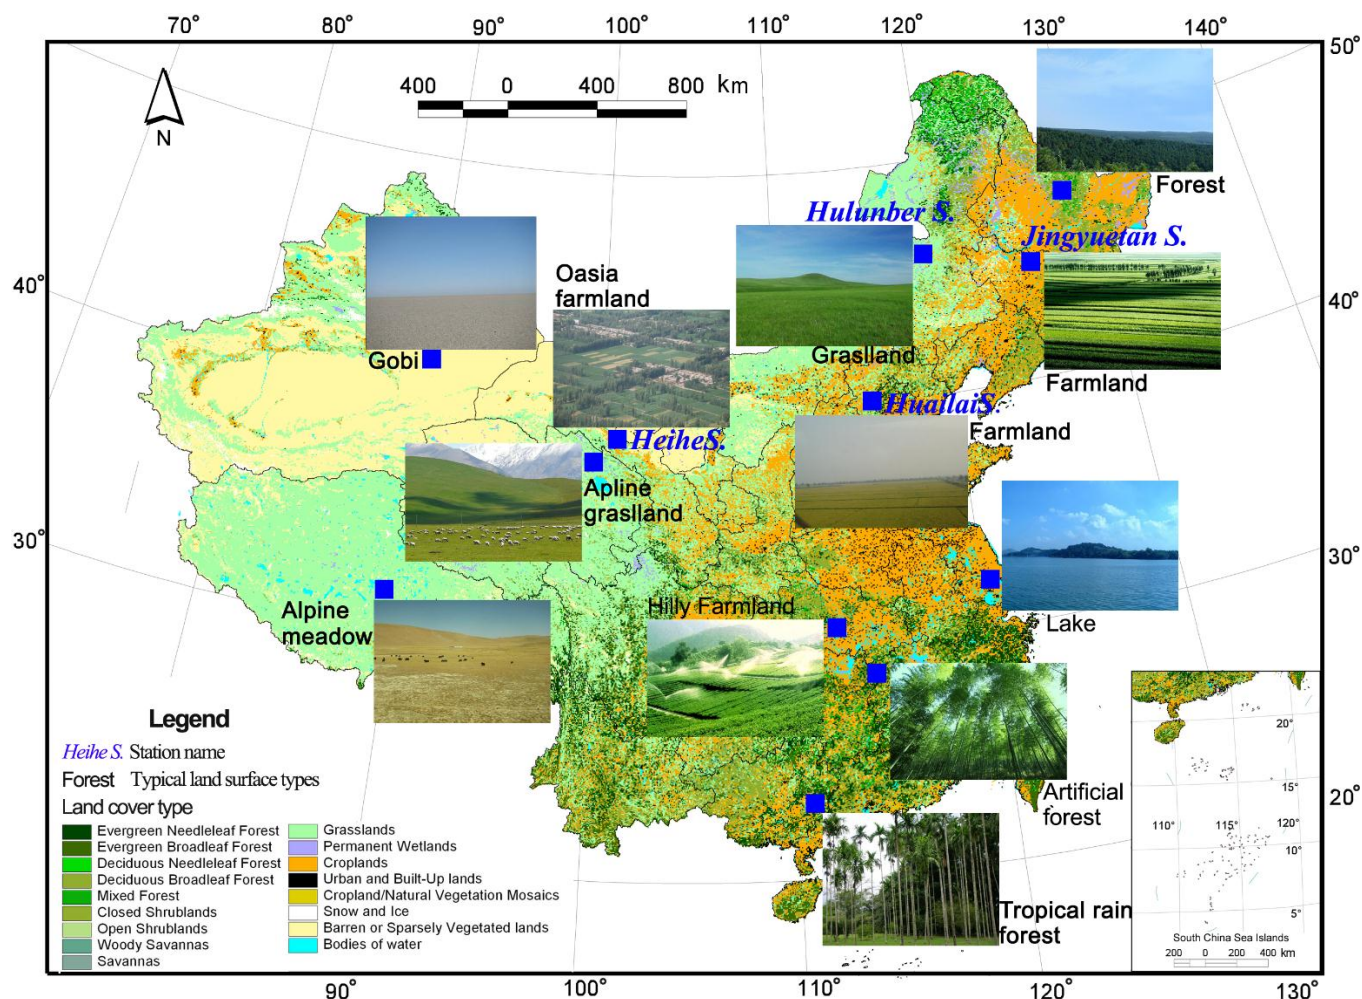 70° 80° 90° 100° 110° 120° 130° 140°
50°
400 0 400 800 km
N
Forest
Hulunber S.
Jingyuetan S.
Oasia
farmland
40°
40°
Gobi
Graslland
Farmland
HuailaiS.
Farmland
HeiheS.
Apline
graslland
30°
30°
Alpine
meadow
Hilly Farmland
Lake
Artificial
forest
20°
Tropical rain
forest
Legend
Heihe S. Station name
Forest Typical land surface types
Land cover type
Evergreen Needleleaf Forest
Evergreen Broadleaf Forest
Deciduous Needleleaf Forest
Deciduous Broadleaf Forest
Mixed Forest
Closed Shrublands
Open Shrublands
Woody Savannas
Savannas
Grasslands
Permanent Wetlands
Croplands
Urban and Built-Up lands
Cropland/Natural Vegetation Mosaics
Snow and Ice
Barren or Sparsely Vegetated lands
Bodies of water
20°
15°
110° 115° 120°
10°
5°
South China Sea Islands
200 0 200 400 km
90° 100° 110° 120° 130°